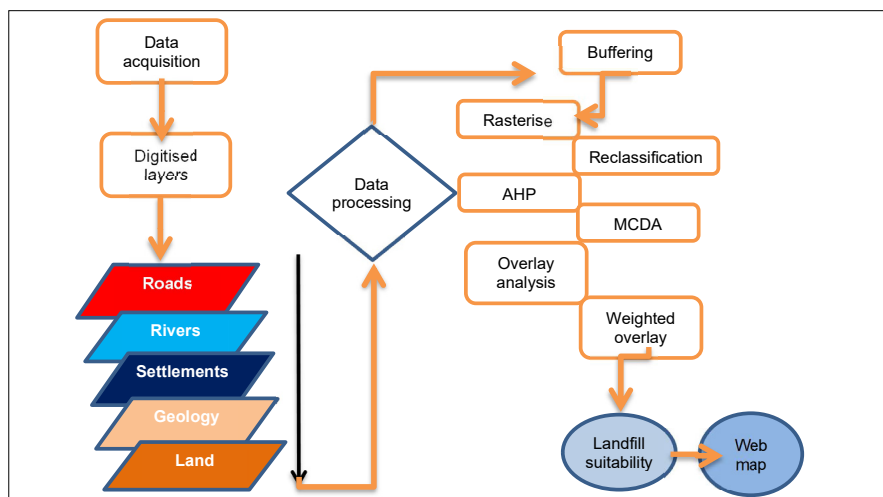 Data
acquisition
Digitised
layers
Roads
Rivers
Settlements
Geology
Land
Data
processing
Buffering
Rasterise
Reclassification
AHP
MCDA
Overlay
analysis
Weighted
overlay
Landfill
suitability
Web
map